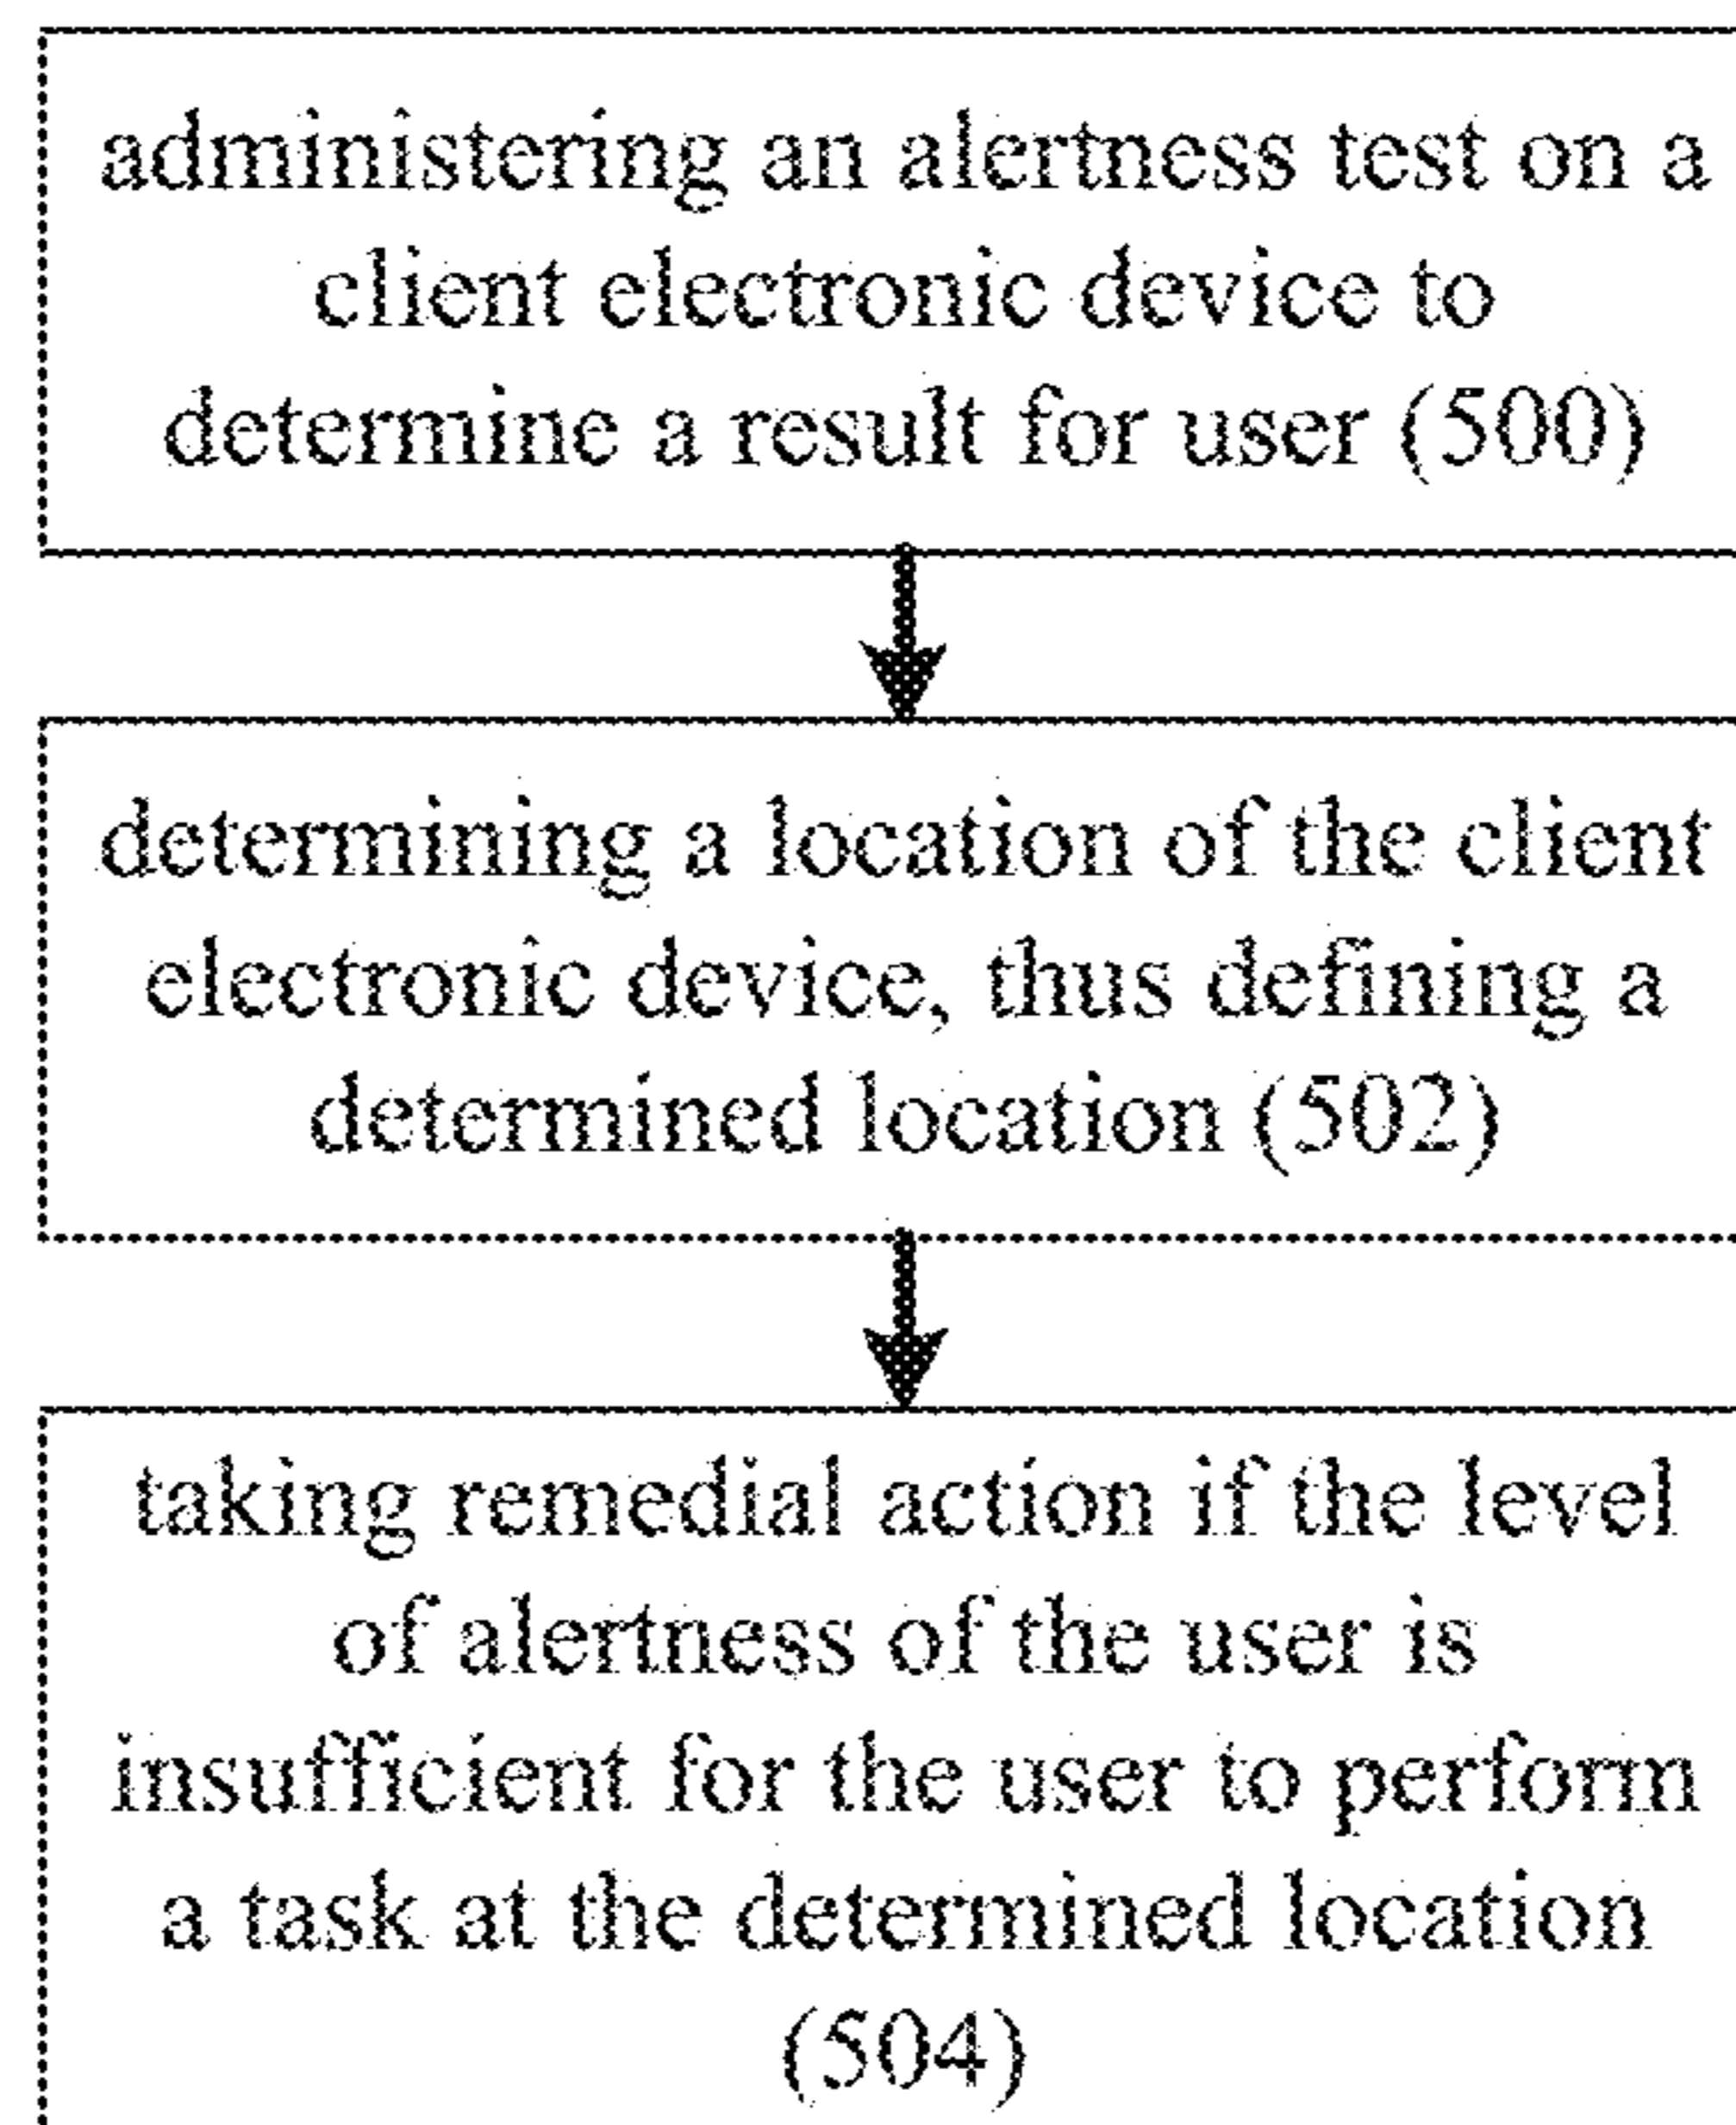 administering an alertness test on a
client electronic device to
determine a result for user (500)
determining a location of the client
electronic device, thus defining a
determined location (502)
taking remedial action if the level
of alertness of the user is
insufficient for the user to perform
a task at the determined location
(504)